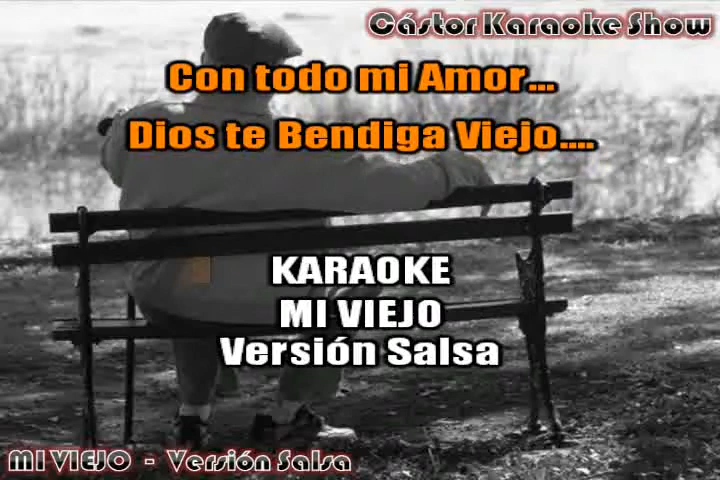 Cástor Karaoke Show
Con todo mi Amor...
Dios te Bendiga Viejo....
KARAOKE
MI VIEJO
Versión Salsa
MI VIEJO - Versión Salsa